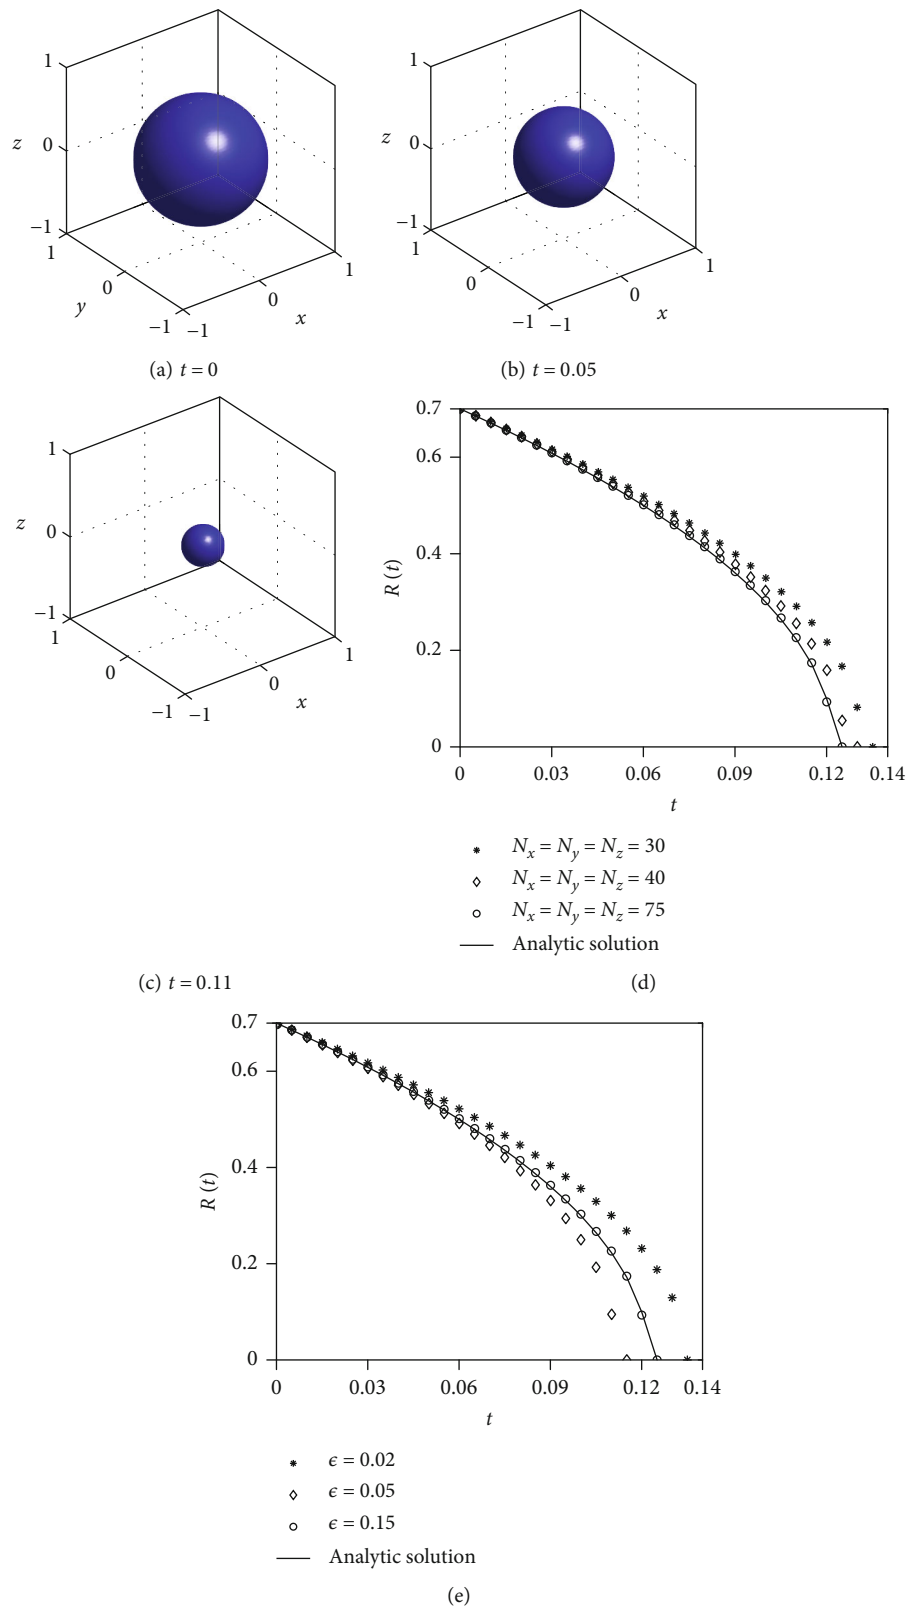 1
z
0
−1
1
0
y
−1
−1
0
x
1
(a) t = 0
1
z
0
−1
1
0
−1
−1
0
x
1
(b) t = 0.05
1
z
0
−1
1
0
−1
−1
0
x
1
(c) t = 0.11
0.7
0.6
0.4
0.2
0
R (t)
0 0.03 0.06 0.09 0.12 0.14
t
N_x = N_y = N_z = 30
N_x = N_y = N_z = 40
N_x = N_y = N_z = 75
Analytic solution
(d)
0.7
0.6
0.4
0.2
0
R (t)
0 0.03 0.06 0.09 0.12 0.14
t
ϵ = 0.02
ϵ = 0.05
ϵ = 0.15
Analytic solution
(e)